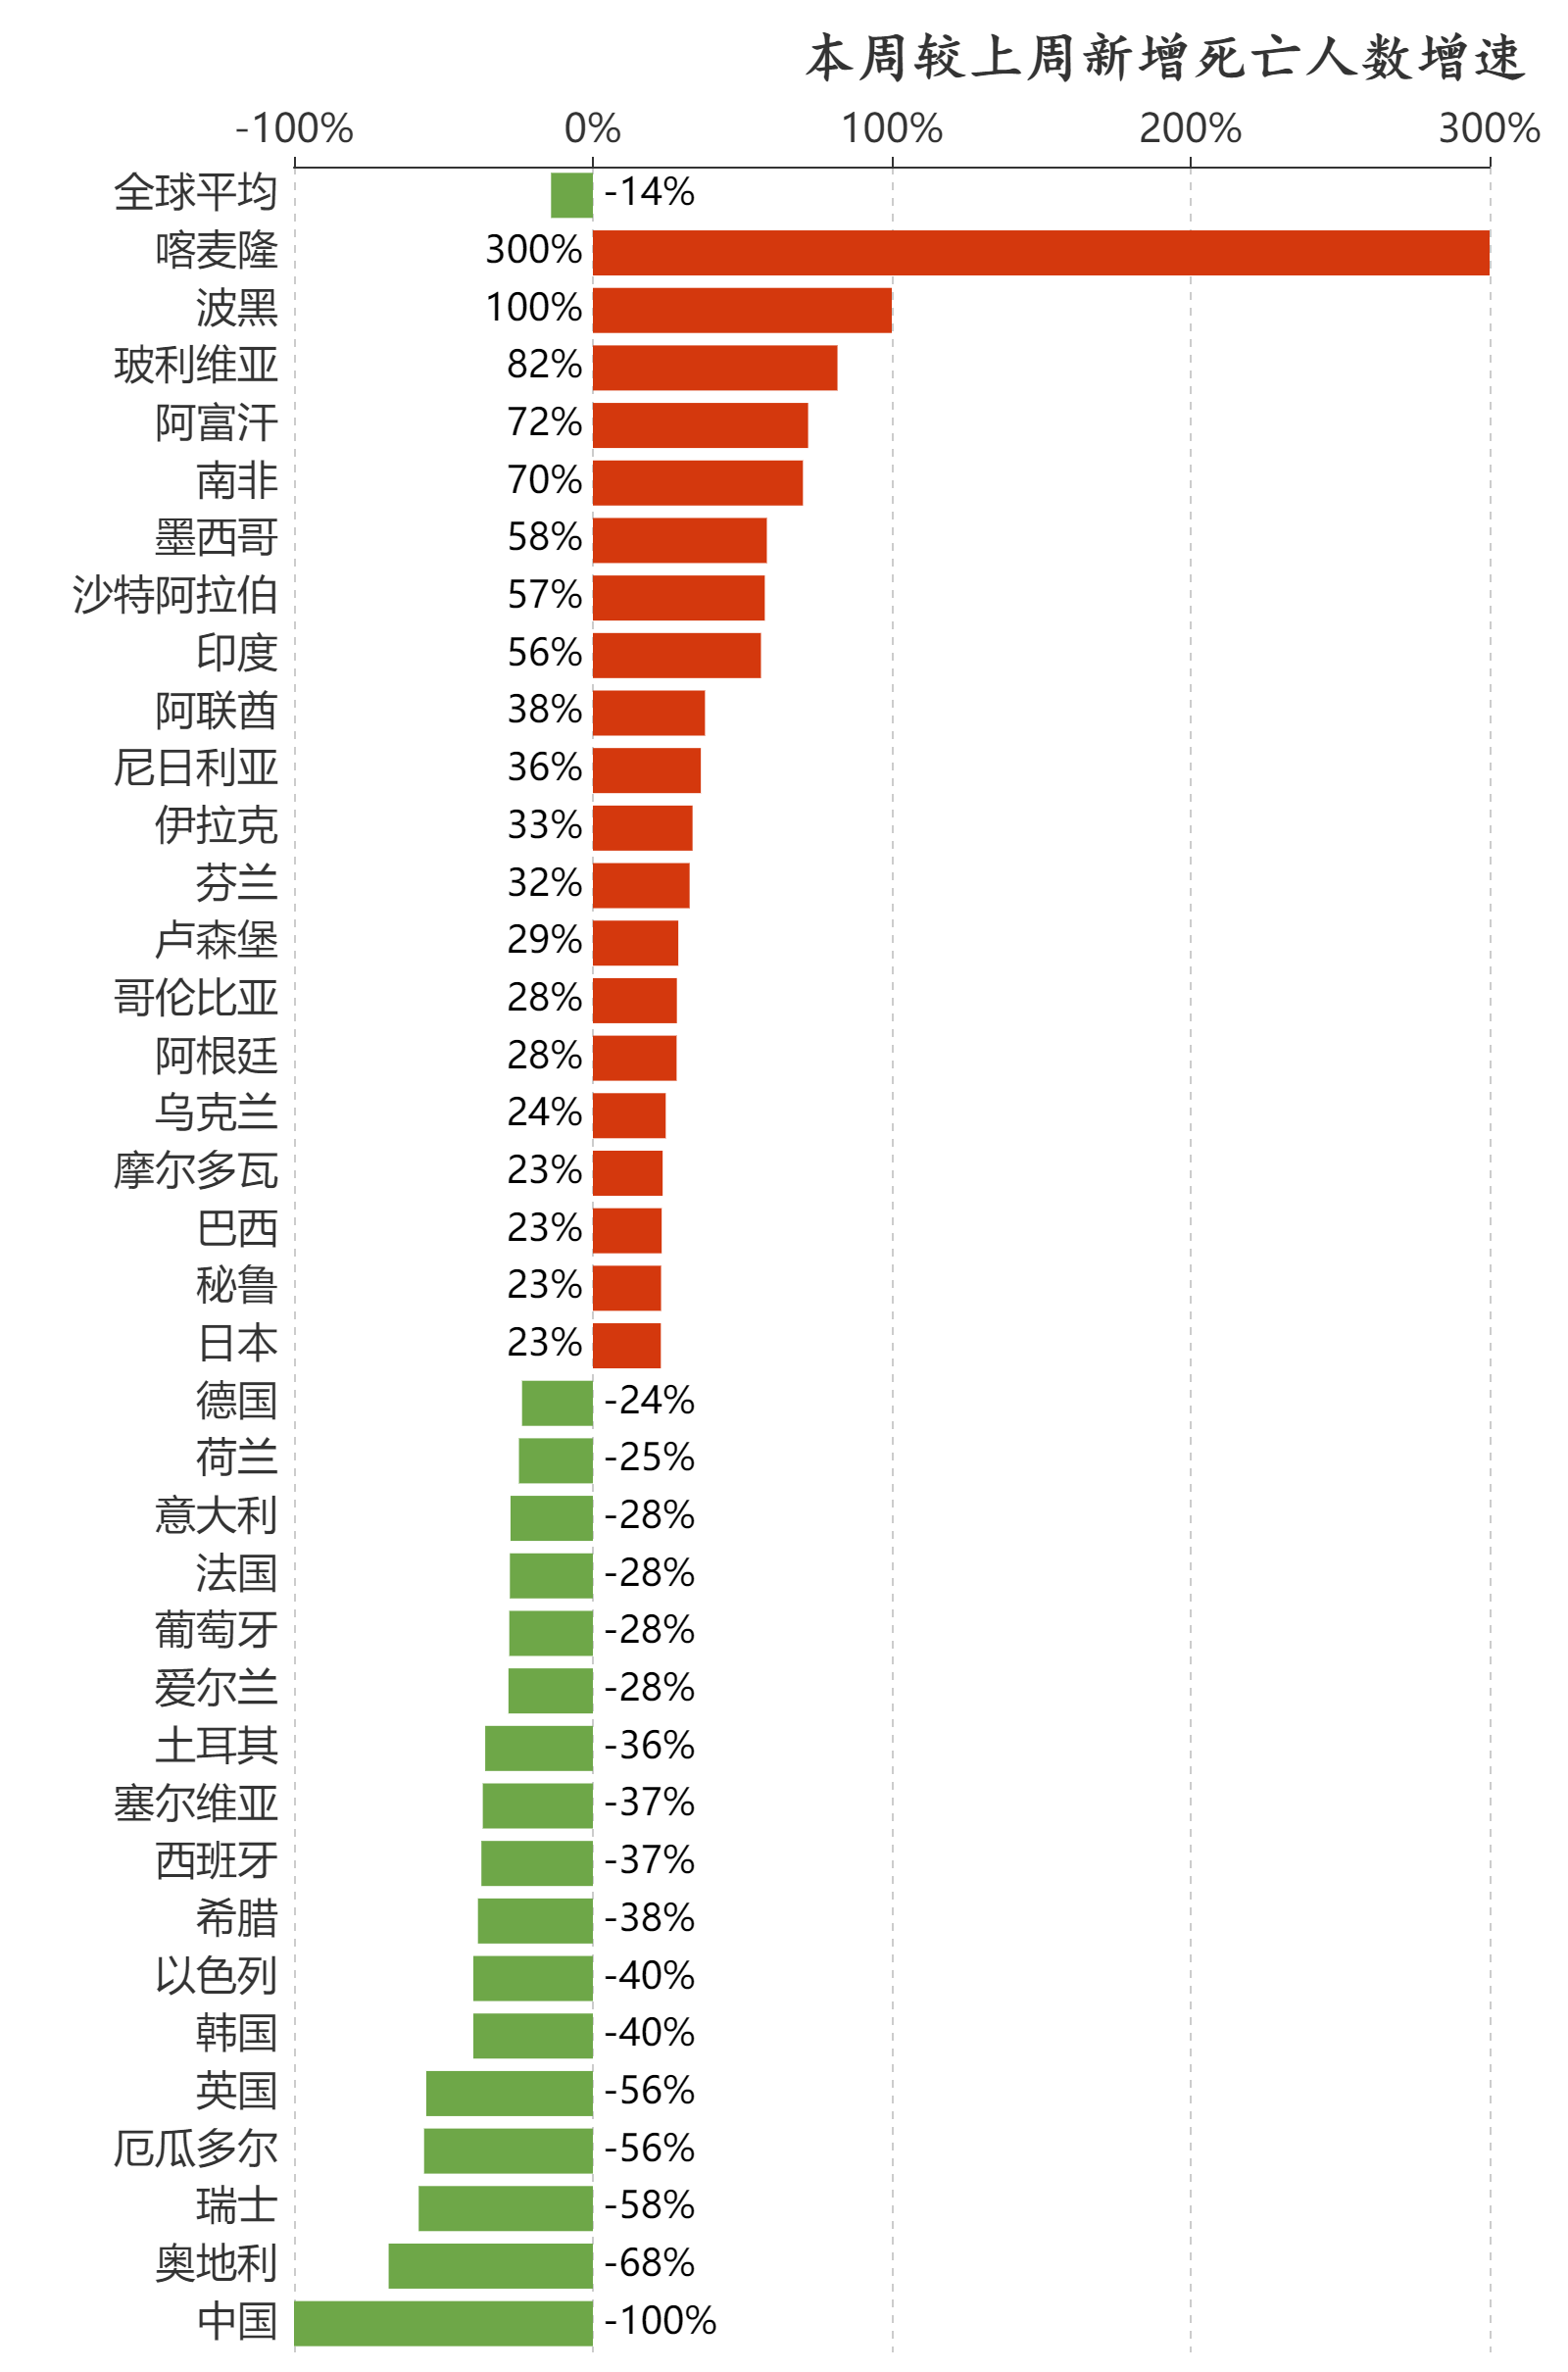 本周较上周新增死亡人数增速
-100% 0% 100% 200% 300%
全球平均 -14%
喀麦隆 300%
波黑 100%
玻利维亚 82%
阿富汗 72%
南非 70%
墨西哥 58%
沙特阿拉伯 57%
印度 56%
阿联酋 38%
尼日利亚 36%
伊拉克 33%
芬兰 32%
卢森堡 29%
哥伦比亚 28%
阿根廷 28%
乌克兰 24%
摩尔多瓦 23%
巴西 23%
秘鲁 23%
日本 23%
德国 -24%
荷兰 -25%
意大利 -28%
法国 -28%
葡萄牙 -28%
爱尔兰 -28%
土耳其 -36%
塞尔维亚 -37%
西班牙 -37%
希腊 -38%
以色列 -40%
韩国 -40%
英国 -56%
厄瓜多尔 -56%
瑞士 -58%
奥地利 -68%
中国 -100%